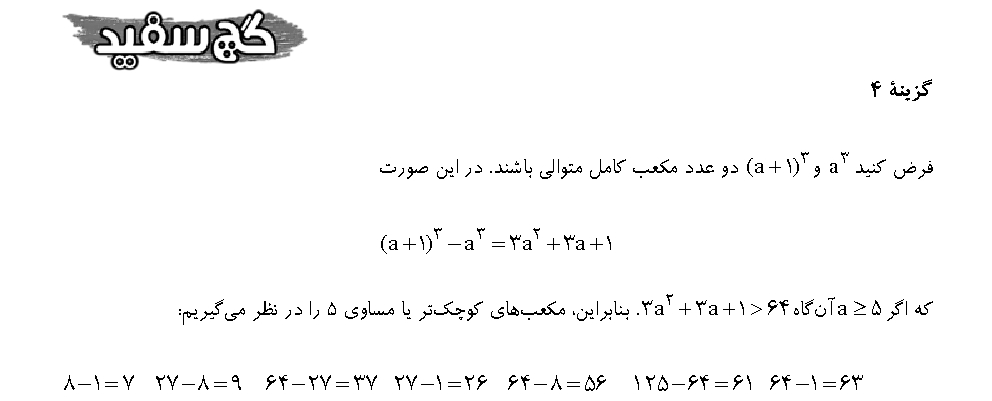 گچ سفید
گزینهٔ ۴
فرض کنید a^۳ و (a+۱)^۳ دو عدد مکعب کامل متوالی باشند. در این صورت
(a+۱)^۳ −a^۳ =۳a^۲ +۳a+۱
که اگر a≥۵ آن‌گاه ۳a^۲ +۳a+۱>۶۴. بنابراین، مکعب‌های کوچک‌تر یا مساوی ۵ را در نظر می‌گیریم:
۸−۱=۷ ۲۷−۸=۹ ۶۴−۲۷=۳۷ ۲۷−۱=۲۶ ۶۴−۸=۵۶ ۱۲۵−۶۴=۶۱ ۶۴−۱=۶۳